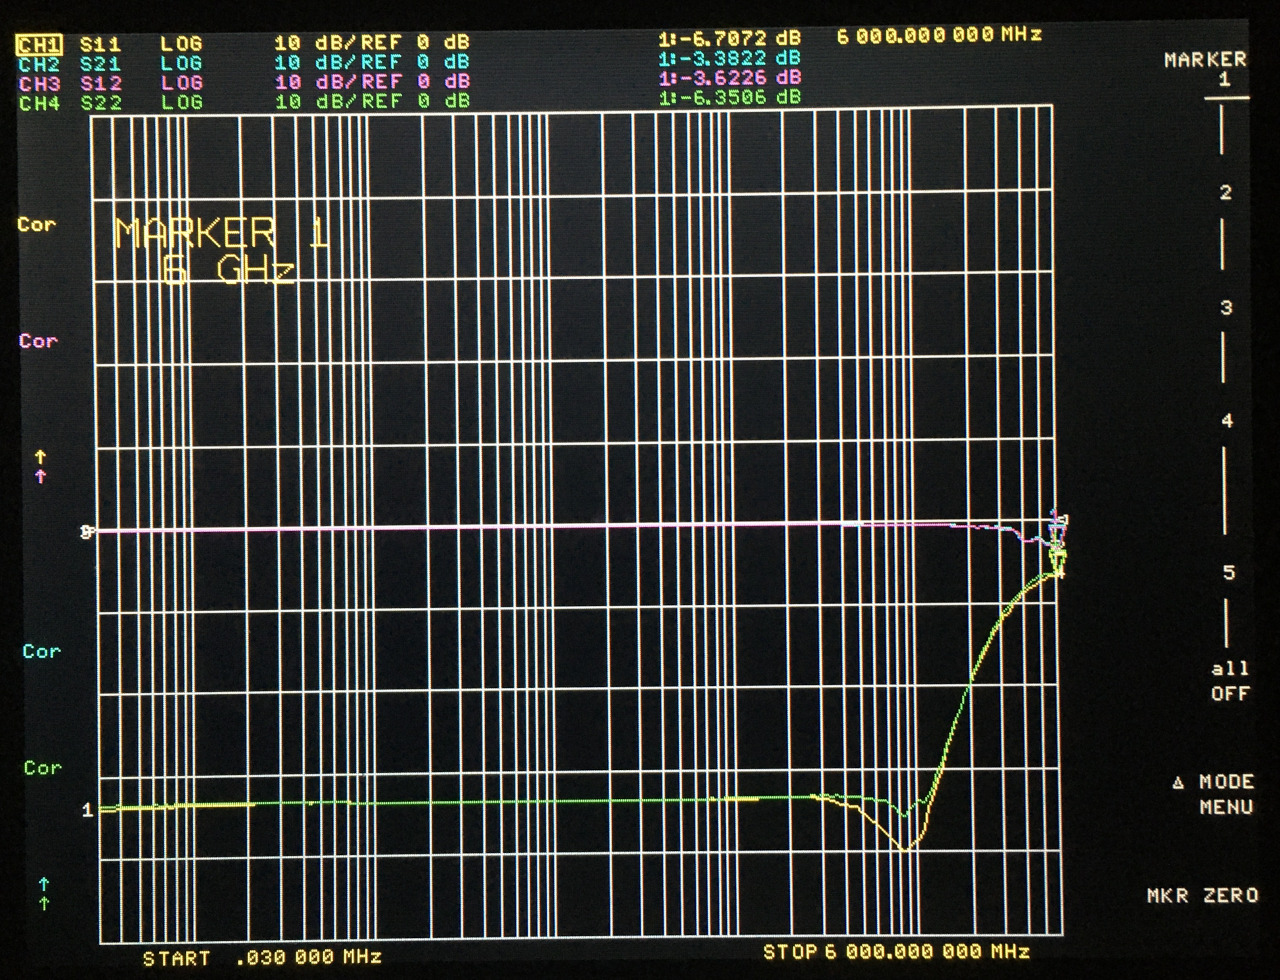 CH1 S11 LOG 10 dB/REF 0 dB 1:-6.7072 dB 6 000.000 000 MHz
CH2 S21 LOG 10 dB/REF 0 dB 1:-3.3822 dB
CH3 S12 LOG 10 dB/REF 0 dB 1:-3.6226 dB
CH4 S22 LOG 10 dB/REF 0 dB 1:-6.3506 dB
MARKER
1
2
Cor
MARKER 1
6 GHz
3
Cor
4
5
Cor
all
OFF
Cor
Δ MODE
MENU
1
MKR ZERO
START .030 000 MHz STOP 6 000.000 000 MHz